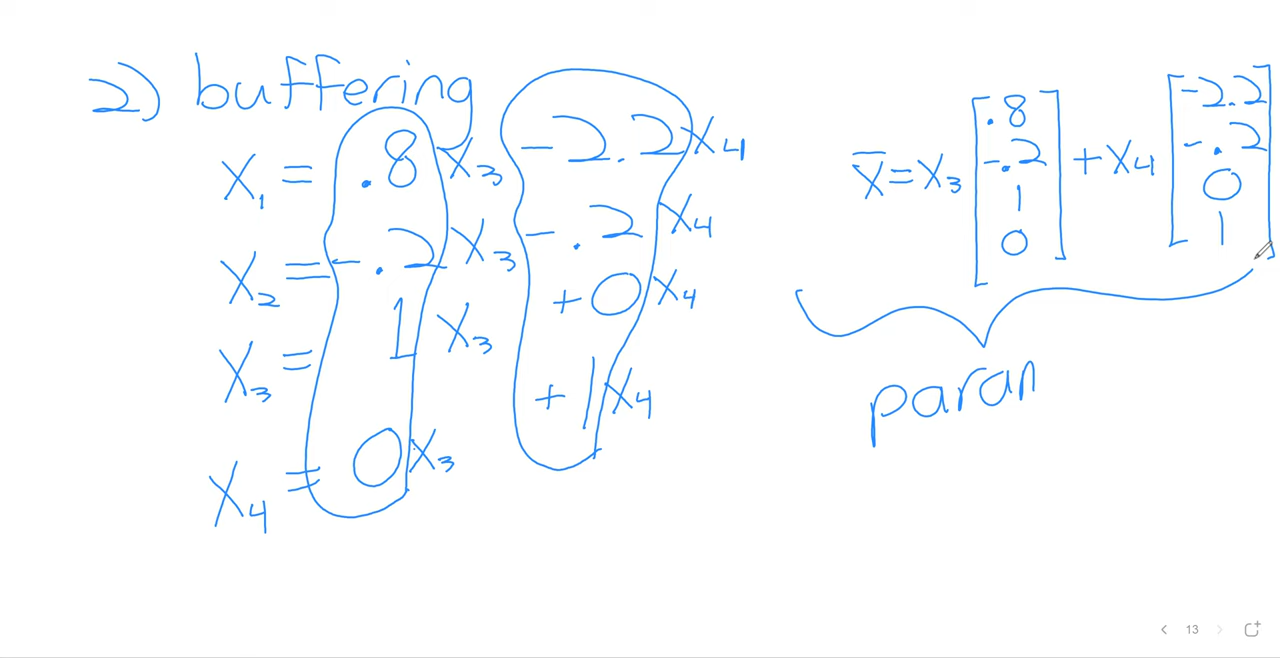 2) buffering
x₁ = .8 x₃ - 2.2 x₄
x₂ = -.2 x₃ - .2 x₄
x₃ = 1 x₃ + 0 x₄
x₄ = 0 x₃ + 1 x₄
x̄ = x₃ [.8 -.2 1 0] + x₄ [-2.2 -.2 0 1]
param
13